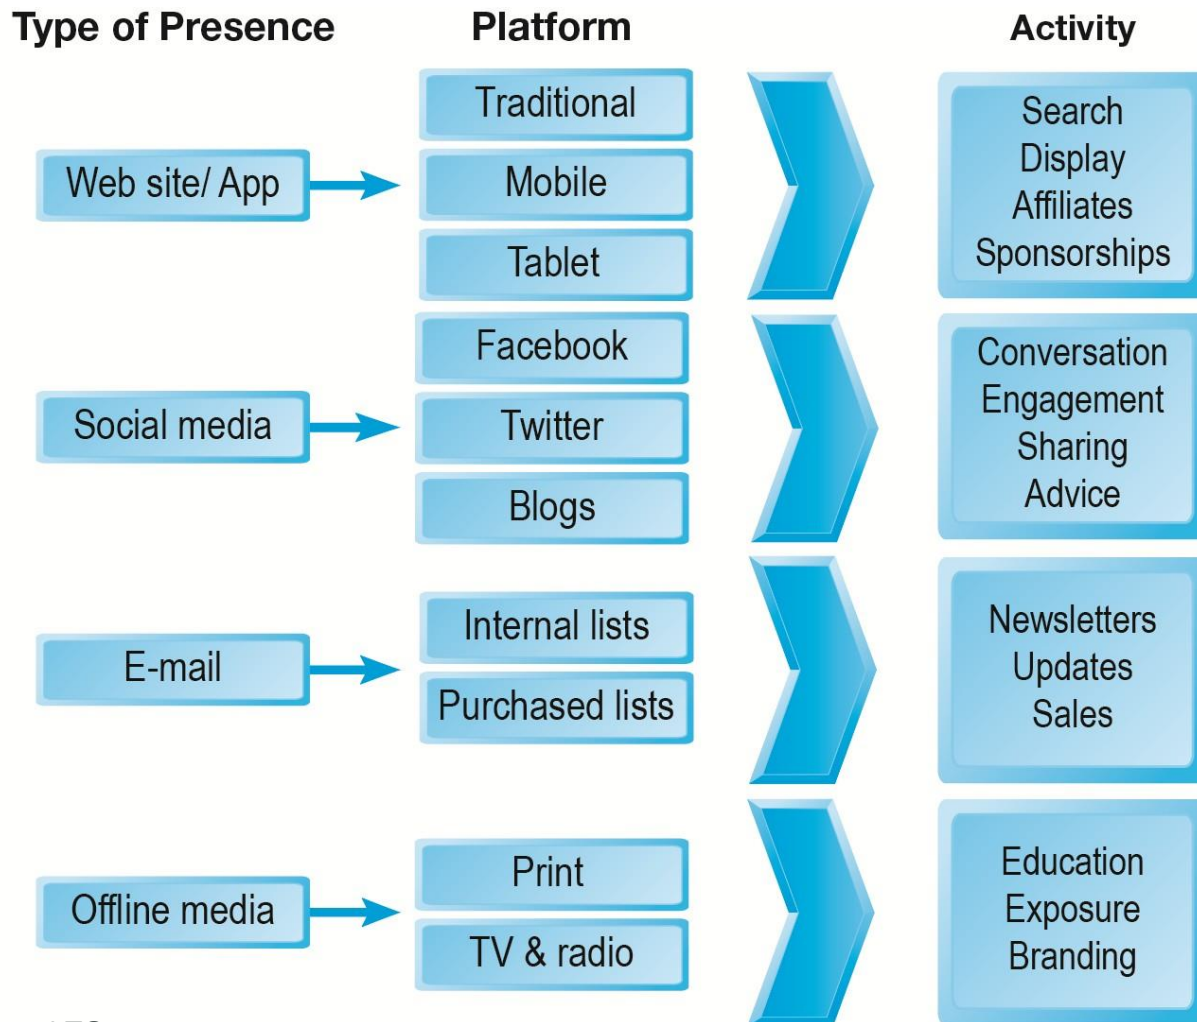 Type of Presence
Platform
Activity
Web site/ App
Traditional
Mobile
Tablet
Search
Display
Affiliates
Sponsorships
Social media
Facebook
Twitter
Blogs
Conversation
Engagement
Sharing
Advice
E-mail
Internal lists
Purchased lists
Newsletters
Updates
Sales
Offline media
Print
TV & radio
Education
Exposure
Branding